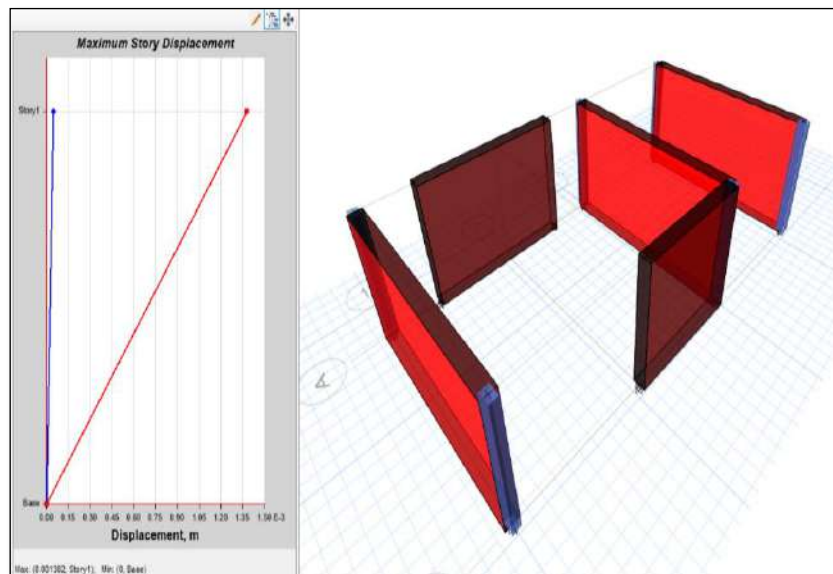 Maximum Story Displacement
Story1
Base
0.00 0.15 0.30 0.45 0.60 0.75 0.90 1.05 1.20 1.35 1.50 E-3
Displacement, m
Max: (0.001382, Story1); Min: (0, Base)